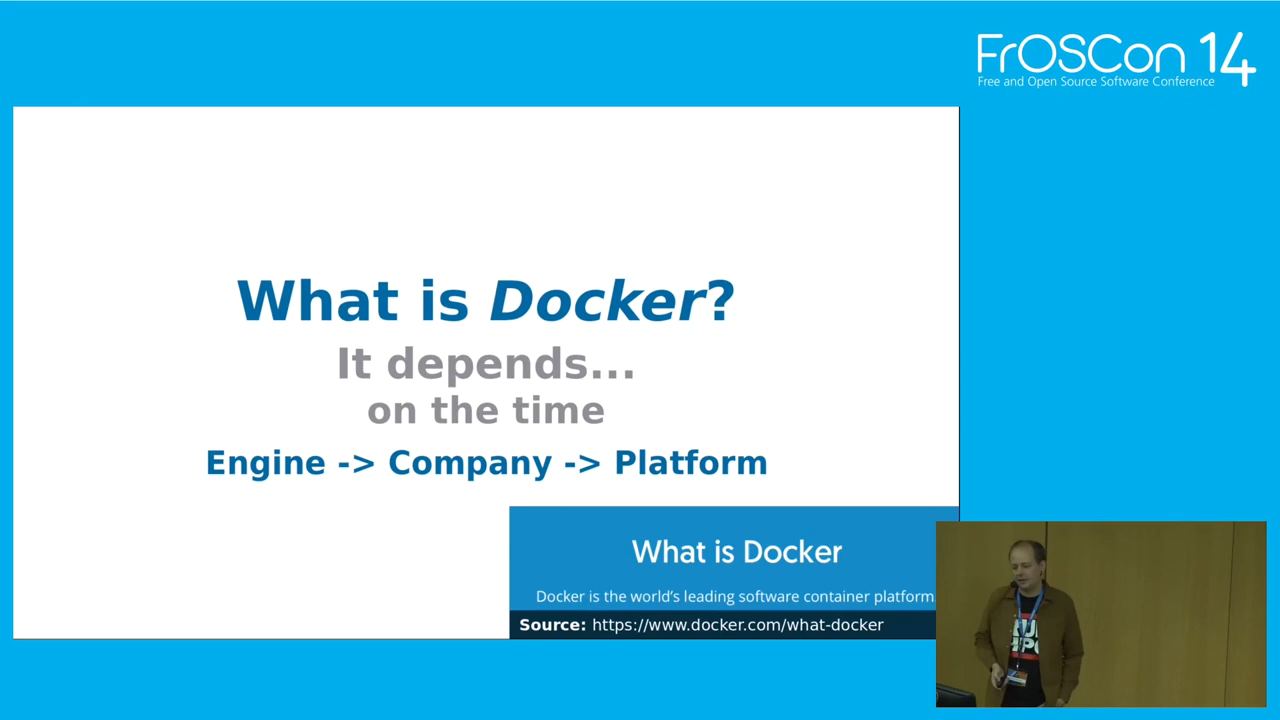 FrOSCon 14
Free and Open Source Software Conference
What is Docker?
It depends...
on the time
Engine -> Company -> Platform
What is Docker
Docker is the world's leading software container platform
Source: https://www.docker.com/what-docker